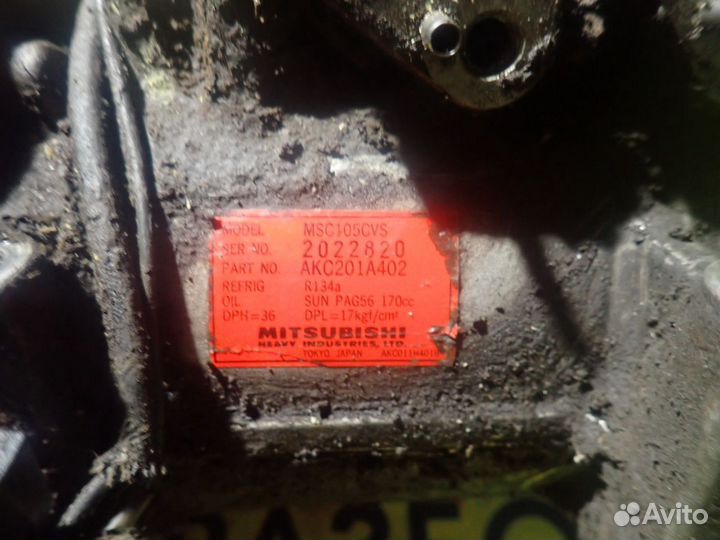 MODEL MSC105CVS
SER NO. 2022820
PART NO. AKC201A402
REFRIG R134a
OIL SUN PAG56 170cc
DPH=36 DPL=17kgf/cm²
MITSUBISHI
HEAVY INDUSTRIES, LTD.
TOKYO JAPAN
Avito